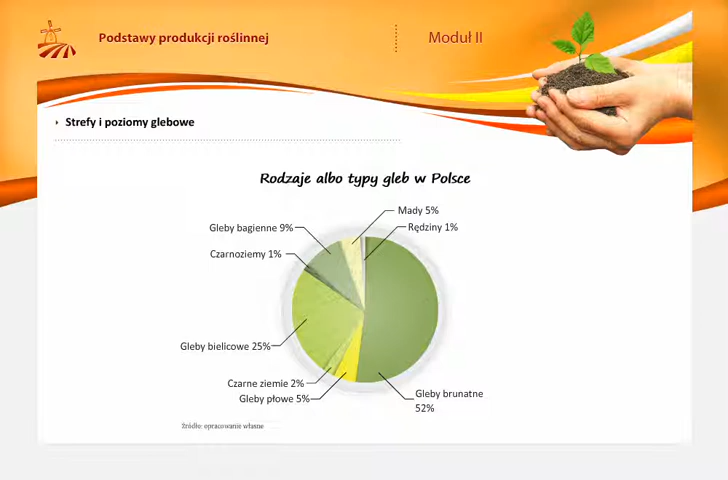 Podstawy produkcji roślinnej
Moduł II
Strefy i poziomy glebowe
Rodzaje albo typy gleb w Polsce
Mady 5%
Gleby bagienne 9%
Rędziny 1%
Czarnoziemy 1%
Gleby bielicowe 25%
Czarne ziemie 2%
Gleby płowe 5%
Gleby brunatne
52%
źródło: opracowanie własne